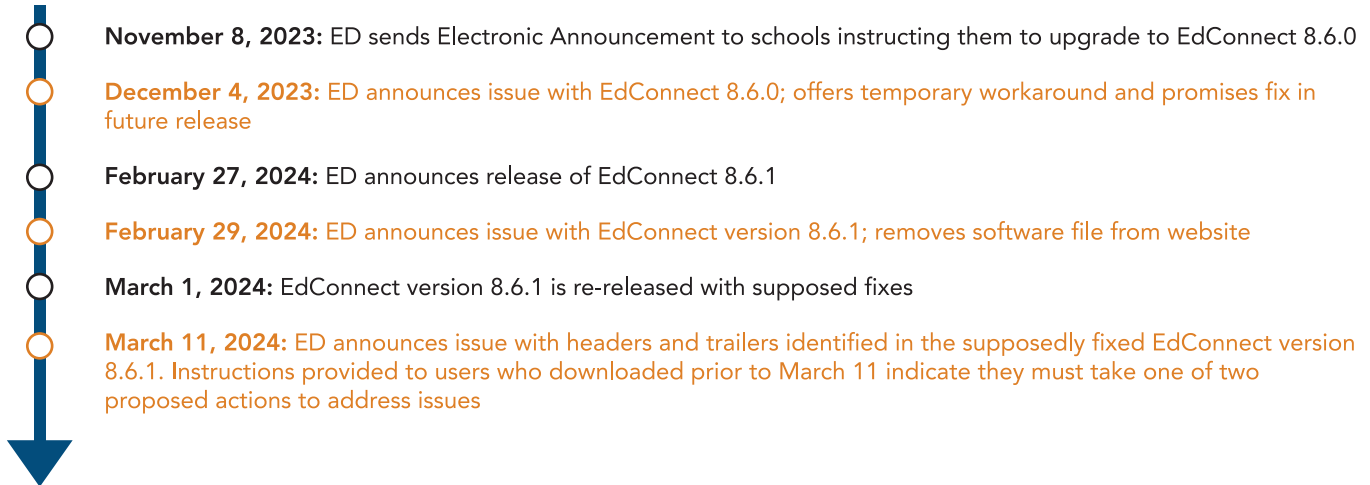 November 8, 2023: ED sends Electronic Announcement to schools instructing them to upgrade to EdConnect 8.6.0
December 4, 2023: ED announces issue with EdConnect 8.6.0; offers temporary workaround and promises fix in
future release
February 27, 2024: ED announces release of EdConnect 8.6.1
February 29, 2024: ED announces issue with EdConnect version 8.6.1; removes software file from website
March 1, 2024: EdConnect version 8.6.1 is re-released with supposed fixes
March 11, 2024: ED announces issue with headers and trailers identified in the supposedly fixed EdConnect version
8.6.1. Instructions provided to users who downloaded prior to March 11 indicate they must take one of two
proposed actions to address issues